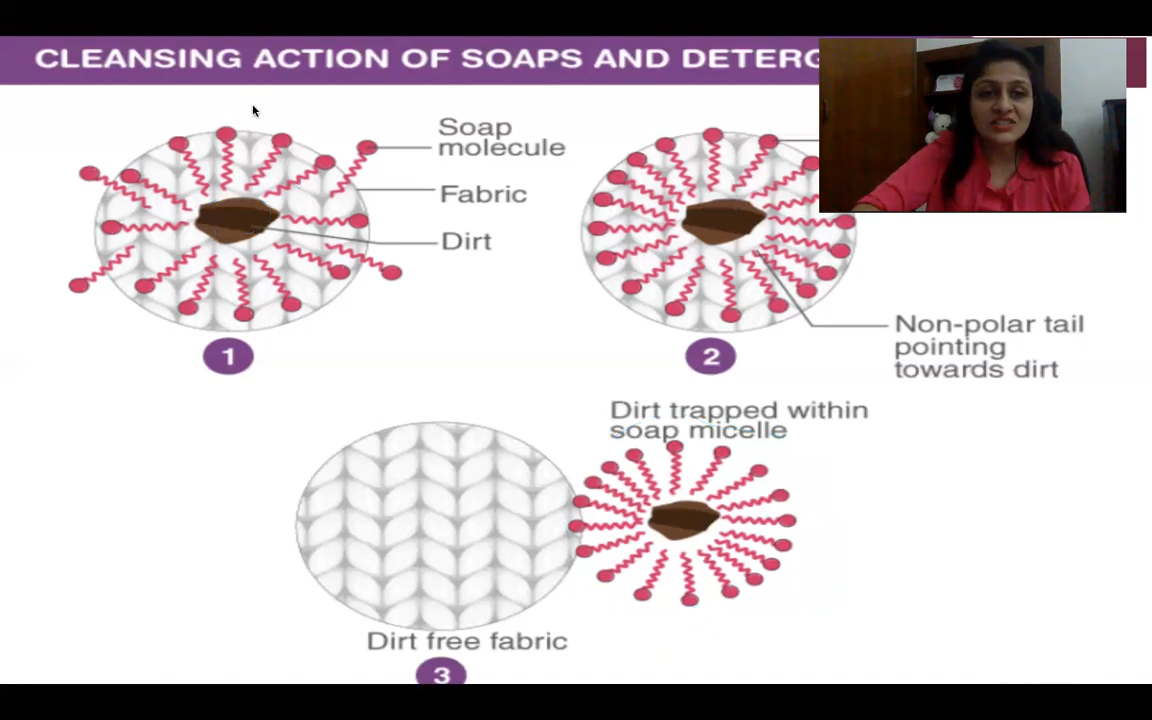 CLEANSING ACTION OF SOAPS AND
Soap
molecule
Fabric
Dirt
1
2
Non-polar tail
pointing
towards dirt
Dirt trapped within
soap micelle
Dirt free fabric
3